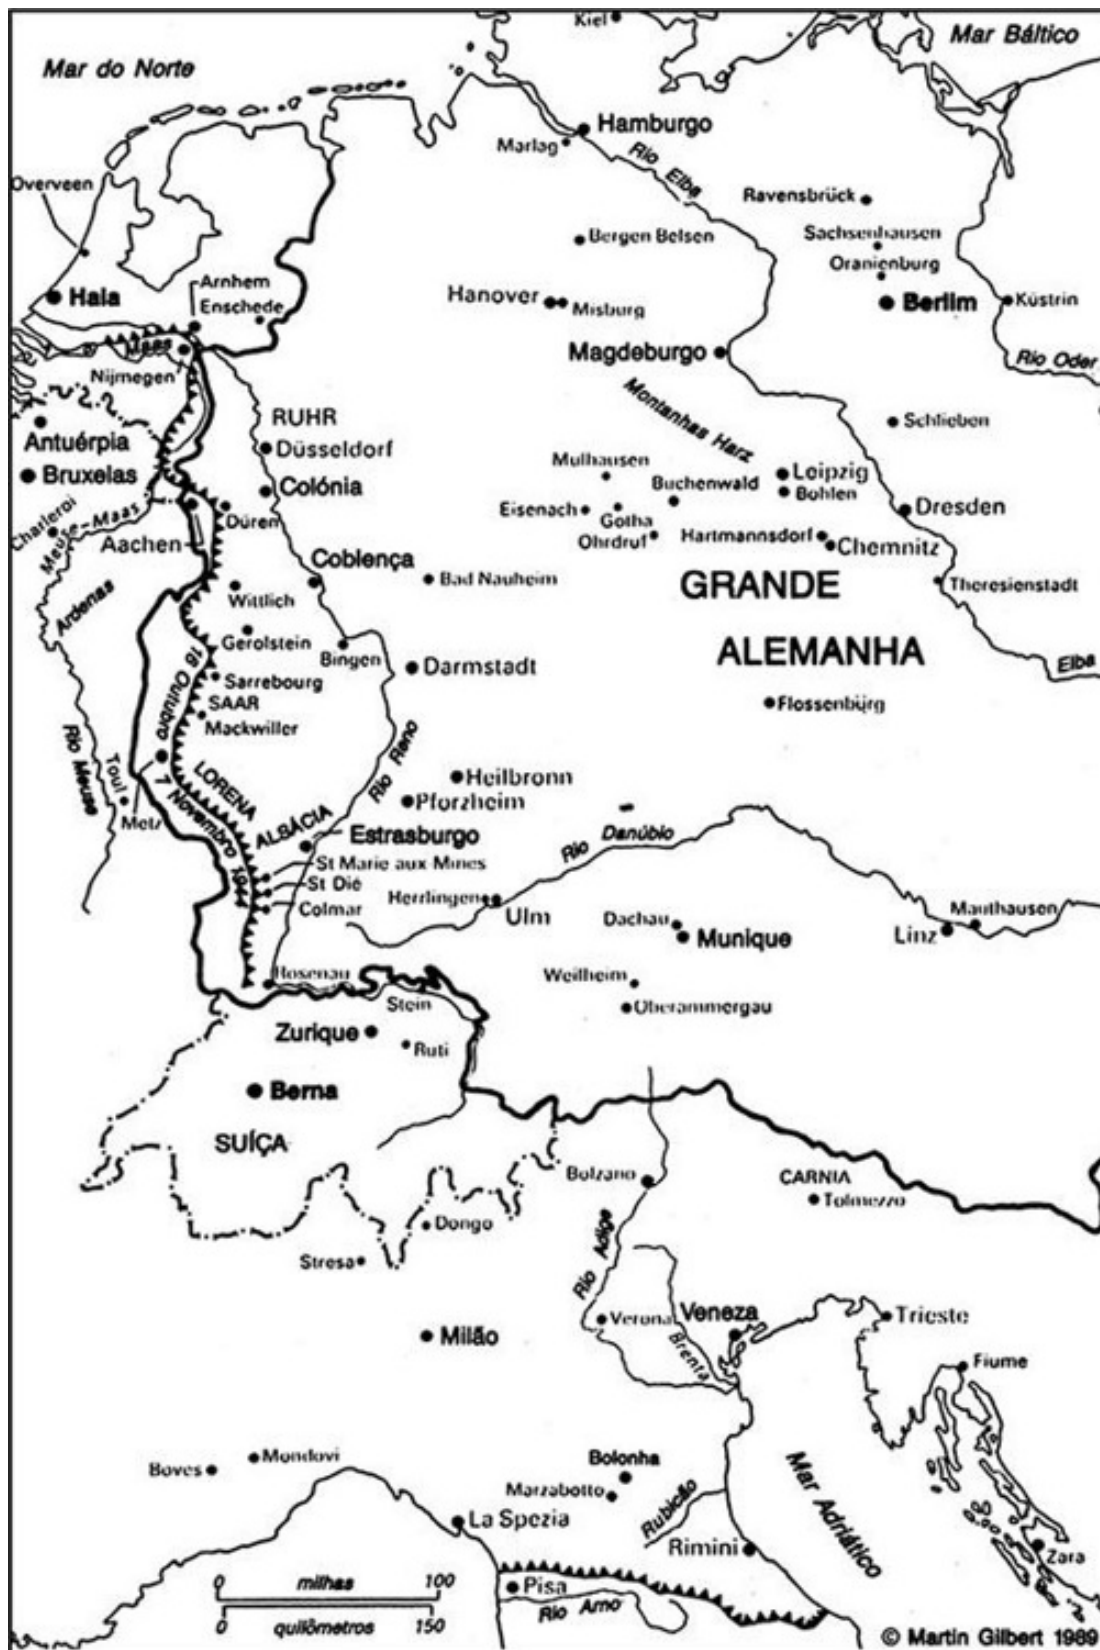 Kiel
Mar Báltico
Mar do Norte
Hamburgo
Marlag
Rio Elba
Overveen
Ravensbrück
Bergen Belsen
Sachsenhausen
Oranienburg
Arnhem
Enschede
Haia
Hanover
Misburg
Berlim
Küstrin
Maas
Magdeburgo
Rio Oder
Nijmegen
Montanhas Harz
RUHR
Antuérpia
Düsseldorf
Schlieben
Bruxelas
Mulhausen
Leipzig
Colónia
Buchenwald
Bohlen
Charleroi
Meuse-Maas
Düren
Eisenach
Gotha
Dresden
Aachen
Ohrdruf
Hartmannsdorf
Chemnitz
Coblença
Bad Nauheim
GRANDE
Theresienstadt
Ardenas
Wittlich
Gerolstein
ALEMANHA
Bingen
Darmstadt
Elba
18 Outubro
Sarrebourg
SAAR
Flossenbürg
Mackwiller
Rio Meuse
Rio Reno
Toul
LORENA
Heilbronn
Pforzheim
Metz
7 Novembro 1944
ALSÁCIA
Estrasburgo
Rio Danúbio
St Marie aux Mines
St Dié
Colmar
Herrlingen
Ulm
Dachau
Munique
Linz
Mauthausen
Rosenau
Weilheim
Stein
Oberammergau
Zurique
Ruti
Berna
SUÍÇA
Bolzano
CARNIA
Tolmezzo
Dongo
Rio Adige
Stresa
Verona
Veneza
Trieste
Milão
Brenta
Fiume
Mondovi
Boves
Bolonha
Marzabotto
Mar Adriático
Rubicão
La Spezia
Rimini
Zara
0 milhas 100
Pisa
0 quilômetros 150
Rio Arno
© Martin Gilbert 1989